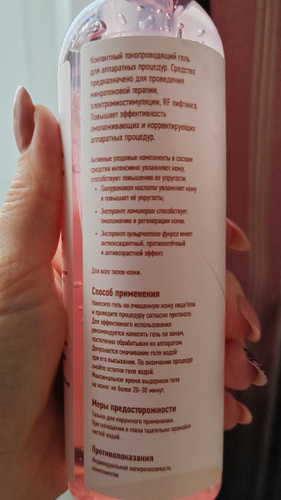 Контактный токопроводящий гель
для аппаратных процедур. Средство
предназначено для проведения
микротоковой терапии,
электромиостимуляции, RF лифтинга.
Повышает эффективность
омолаживающих и корректирующих
аппаратных процедур.
Активные уходовые компоненты в составе
средства интенсивно увлажняют кожу,
способствуют повышению ее упругости:
• Гиалуроновая кислота увлажняет кожу
и повышает её упругость;
• Экстракт ламинарии способствует
омоложению и регенерации кожи.
• Экстракт пузырчатого фукуса имеет
антиоксидантный, противоотёчный
и антивозрастной эффект.
Для всех типов кожи.
Способ применения
Нанесите гель на очищенную кожу лица/тела
и проведите процедуру согласно протоколу.
Для эффективного использования
рекомендуется наносить гель по зонам,
постепенно обрабатывая их аппаратом.
Допускается смачивание геля водой
при его высыхании. По окончании процедур
смойте остатки геля водой.
Максимальное время выдержки геля
на коже: не более 20-30 минут.
Меры предосторожности
Только для наружного применения.
При попадании в глаза тщательно промойте
чистой водой.
Противопоказания
Индивидуальная непереносимость
компонентов.